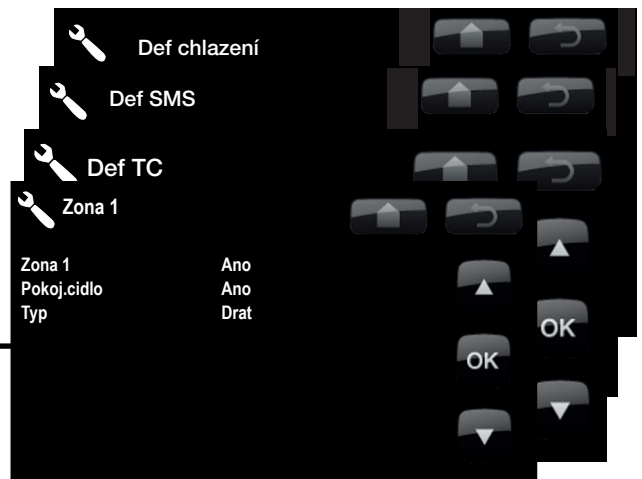 Def chlazení
Def SMS
Def TC
Zona 1
Zona 1 Ano
Pokoj.cidlo Ano
Typ Drat
OK
OK